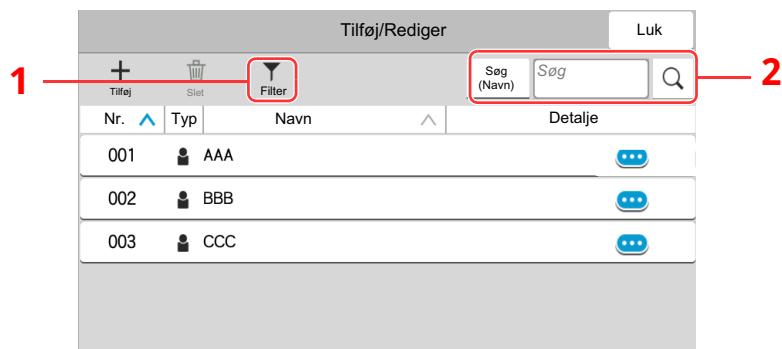 Tilføj/Rediger
Luk
1
Tilføj
Slet
Filter
Søg
(Navn)
Søg
2
Nr.
Typ
Navn
Detalje
001
AAA
002
BBB
003
CCC